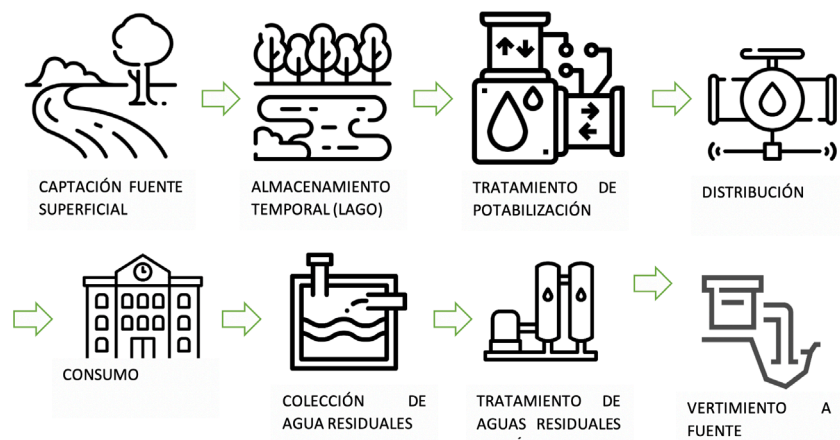 CAPTACIÓN FUENTE
SUPERFICIAL
ALMACENAMIENTO
TEMPORAL (LAGO)
TRATAMIENTO DE
POTABILIZACIÓN
DISTRIBUCIÓN
CONSUMO
COLECCIÓN DE
AGUA RESIDUALES
TRATAMIENTO DE
AGUAS RESIDUALES
VERTIMIENTO A
FUENTE